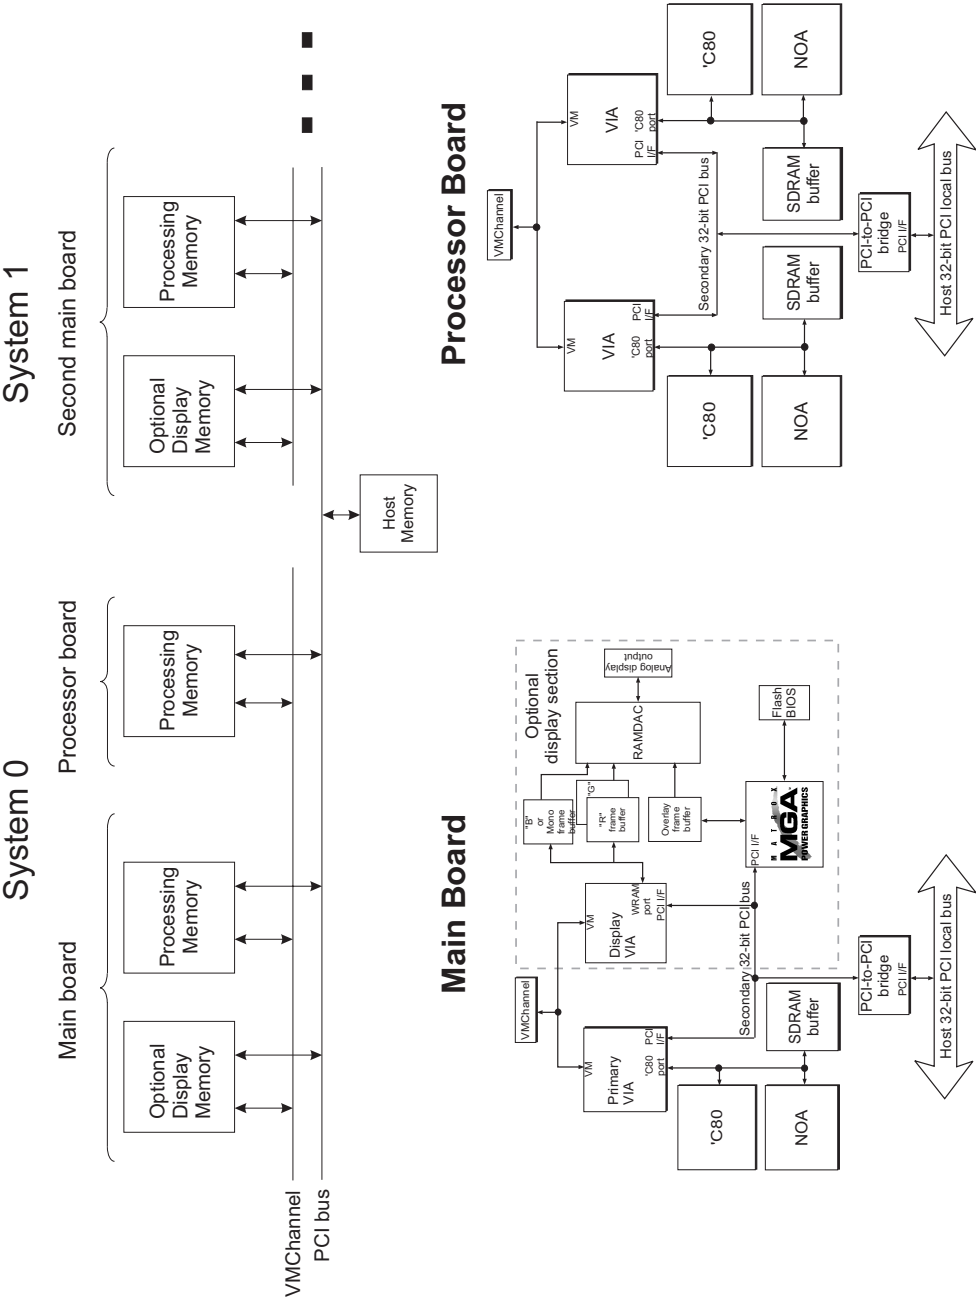 System 0
System 1
Main board
Processor board
Second main board
Optional
Display
Memory
Processing
Memory
Processing
Memory
Optional
Display
Memory
Processing
Memory
VMChannel
PCI bus
Host
Memory
Main Board
VMChannel
VM
Primary
VIA
'C80
port
PCI
I/F
'C80
NOA
SDRAM
buffer
Secondary 32-bit PCI bus
PCI-to-PCI
bridge
PCI I/F
Host 32-bit PCI local bus
Optional
display section
VM
Display
VIA
WRAM
port
PCI I/F
"B"
or
Mono
frame
buffer
"G"
"R"
frame
buffer
Overlay
frame
buffer
RAMDAC
Analog display
output
PCI I/F
MATROX
MGA
POWER GRAPHICS
Flash
BIOS
Processor Board
VMChannel
VM
VIA
'C80
port
PCI
I/F
VM
VIA
PCI
I/F
'C80
port
Secondary 32-bit PCI bus
'C80
NOA
SDRAM
buffer
SDRAM
buffer
'C80
NOA
PCI-to-PCI
bridge
PCI I/F
Host 32-bit PCI local bus